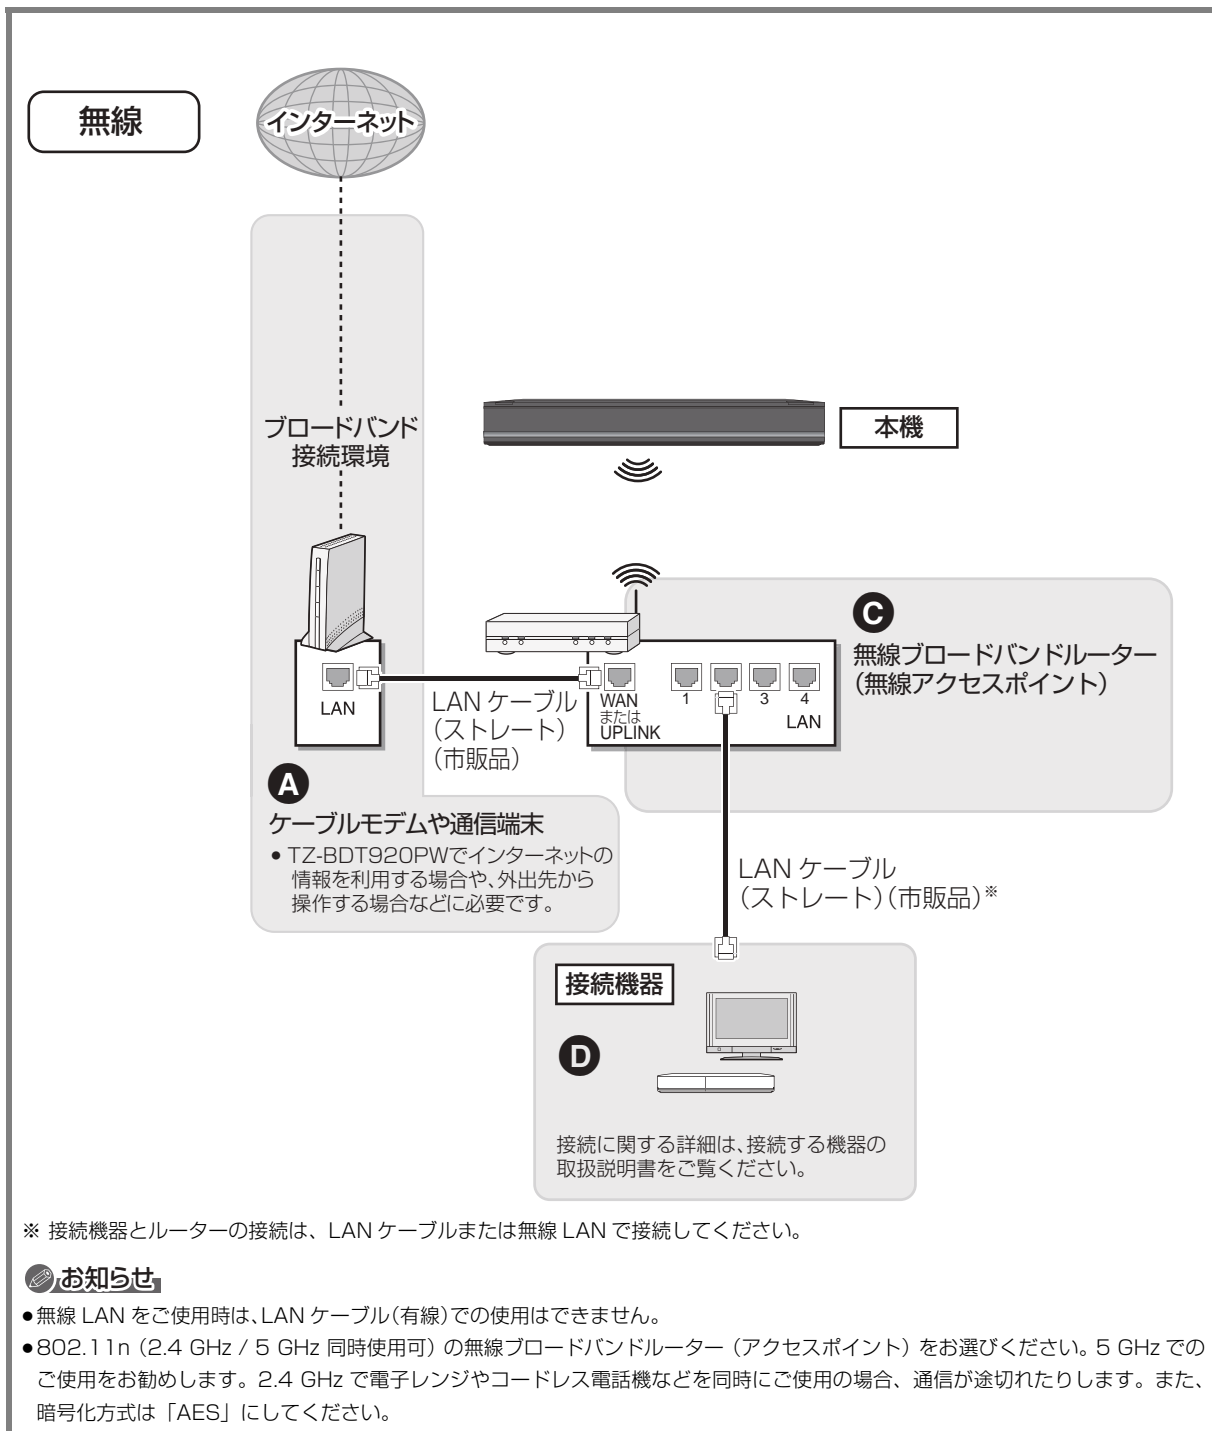 無線
インターネット
ブロードバンド
接続環境
本機
C
無線ブロードバンドルーター
（無線アクセスポイント）
LAN
LAN ケーブル
（ストレート）
（市販品）
WAN
または
UPLINK
1
3
4
LAN
A
ケーブルモデムや通信端末
● TZ-BDT920PWでインターネットの
情報を利用する場合や、外出先から
操作する場合などに必要です。
LAN ケーブル
（ストレート）（市販品）※
接続機器
D
接続に関する詳細は、接続する機器の
取扱説明書をご覧ください。
※ 接続機器とルーターの接続は、LAN ケーブルまたは無線 LAN で接続してください。
お知らせ
●無線 LAN をご使用時は、LAN ケーブル（有線）での使用はできません。
●802.11n（2.4 GHz / 5 GHz 同時使用可）の無線ブロードバンドルーター（アクセスポイント）をお選びください。5 GHz での
ご使用をお勧めします。2.4 GHz で電子レンジやコードレス電話機などを同時にご使用の場合、通信が途切れたりします。また、
暗号化方式は「AES」にしてください。